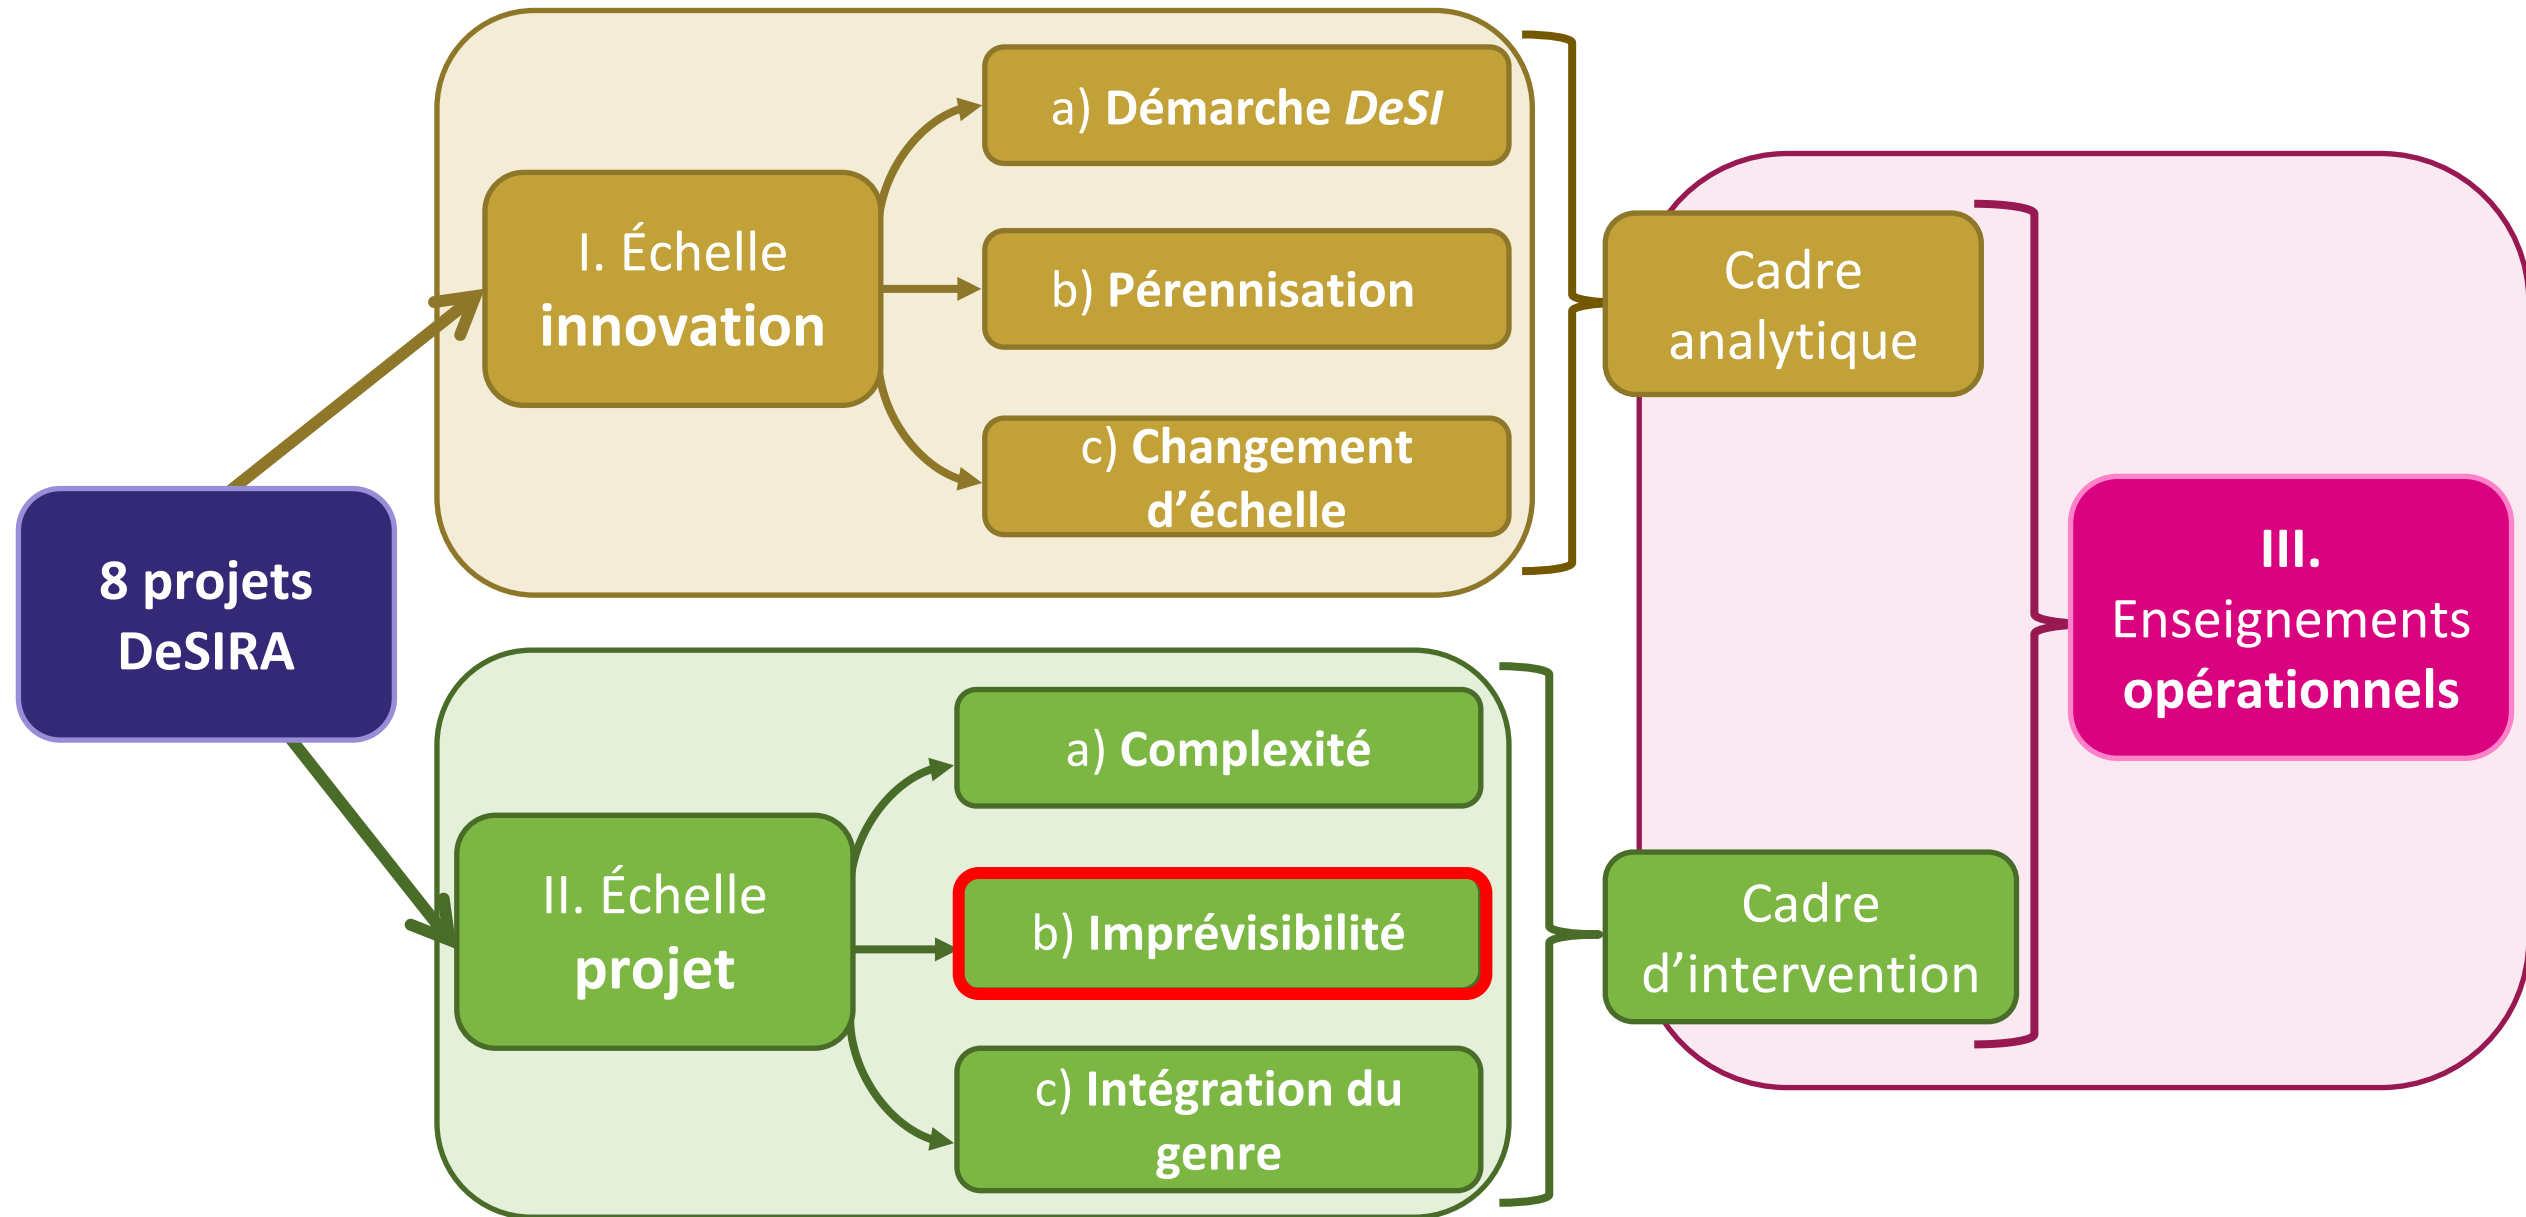 8 projets
DeSIRA
I. Échelle
innovation
a) Démarche DeSI
b) Pérennisation
c) Changement
d’échelle
Cadre
analytique
II. Échelle
projet
a) Complexité
b) Imprévisibilité
c) Intégration du
genre
Cadre
d’intervention
III.
Enseignements
opérationnels